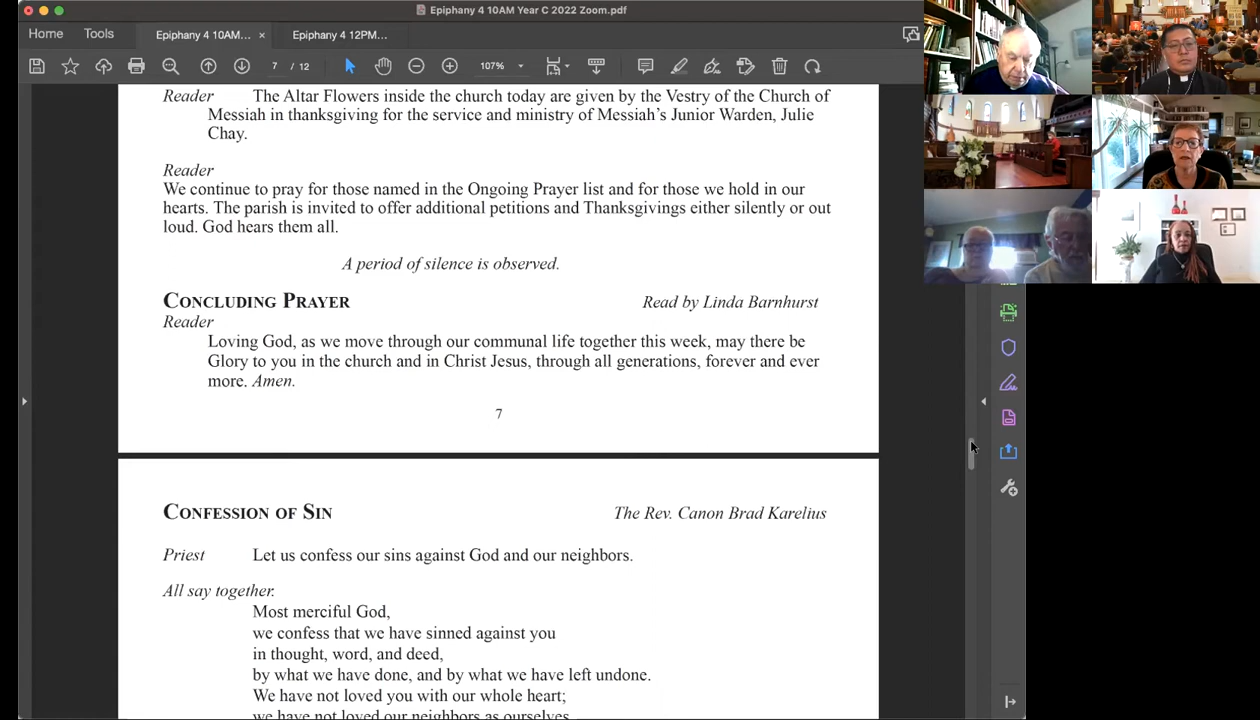 Epiphany 4 10AM Year C 2022 Zoom.pdf
Home Tools Epiphany 4 10AM... × Epiphany 4 12PM...
7 / 12 107%
Reader The Altar Flowers inside the church today are given by the Vestry of the Church of
Messiah in thanksgiving for the service and ministry of Messiah’s Junior Warden, Julie
Chay.
Reader
We continue to pray for those named in the Ongoing Prayer list and for those we hold in our
hearts. The parish is invited to offer additional petitions and Thanksgivings either silently or out
loud. God hears them all.
A period of silence is observed.
CONCLUDING PRAYER Read by Linda Barnhurst
Reader
Loving God, as we move through our communal life together this week, may there be
Glory to you in the church and in Christ Jesus, through all generations, forever and ever
more. Amen.
7
CONFESSION OF SIN The Rev. Canon Brad Karelius
Priest Let us confess our sins against God and our neighbors.
All say together.
Most merciful God,
we confess that we have sinned against you
in thought, word, and deed,
by what we have done, and by what we have left undone.
We have not loved you with our whole heart;
we have not loved our neighbors as ourselves